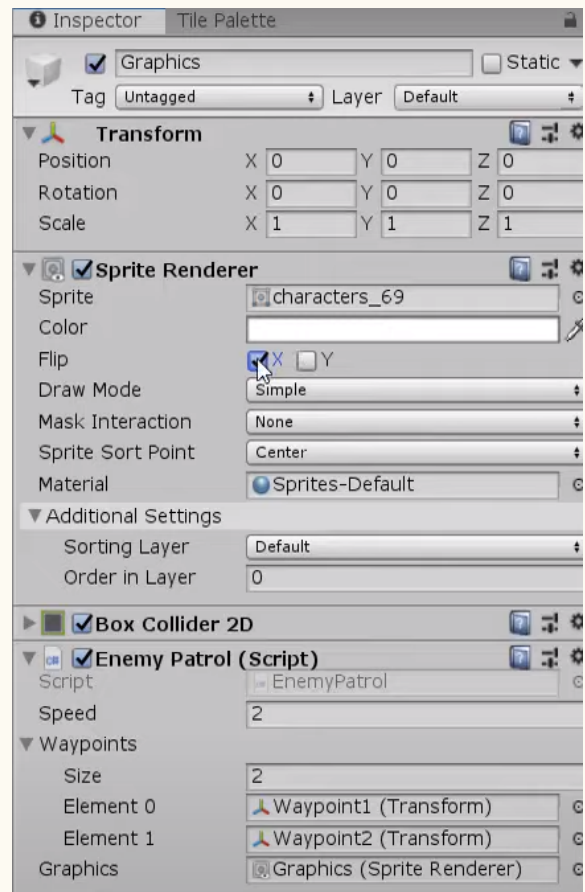 Inspector Tile Palette
Graphics Static
Tag Untagged Layer Default
Transform
Position X 0 Y 0 Z 0
Rotation X 0 Y 0 Z 0
Scale X 1 Y 1 Z 1
Sprite Renderer
Sprite characters_69
Color
Flip X Y
Draw Mode Simple
Mask Interaction None
Sprite Sort Point Center
Material Sprites-Default
Additional Settings
Sorting Layer Default
Order in Layer 0
Box Collider 2D
Enemy Patrol (Script)
Script EnemyPatrol
Speed 2
Waypoints
Size 2
Element 0 Waypoint1 (Transform)
Element 1 Waypoint2 (Transform)
Graphics Graphics (Sprite Renderer)